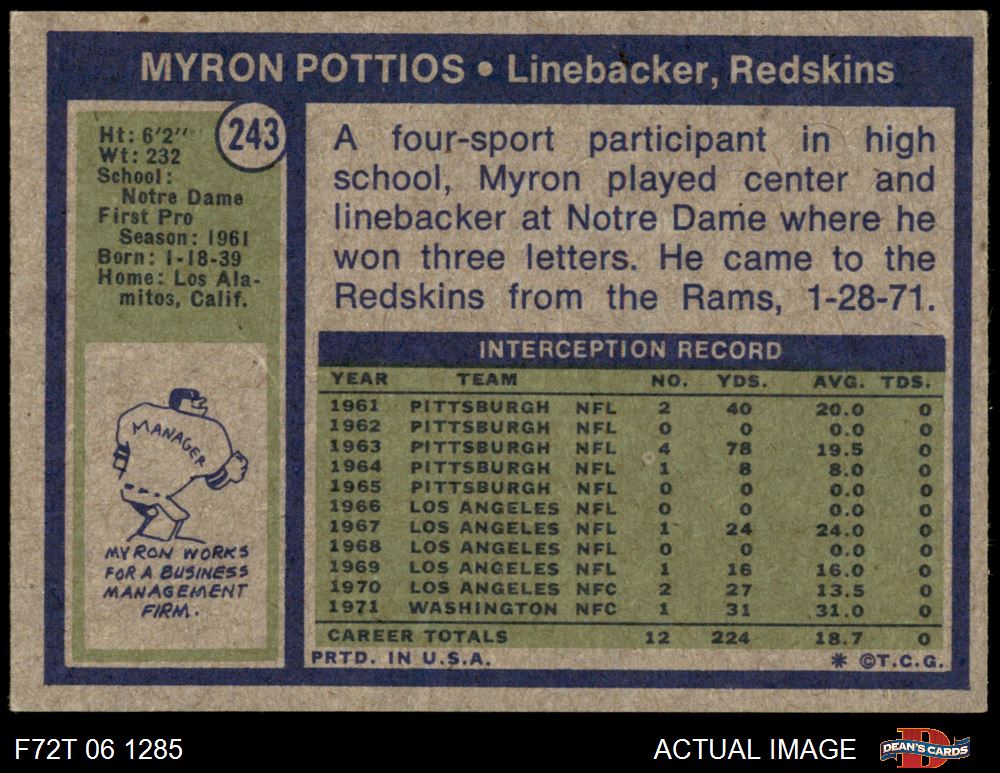 MYRON POTTIOS • Linebacker, Redskins
243
Ht: 6'2"
Wt: 232
School:
Notre Dame
First Pro
Season: 1961
Born: 1-18-39
Home: Los Ala-
mitos, Calif.
A four-sport participant in high
school, Myron played center and
linebacker at Notre Dame where he
won three letters. He came to the
Redskins from the Rams, 1-28-71.
MANAGER
MYRON WORKS
FOR A BUSINESS
MANAGEMENT
FIRM.
INTERCEPTION RECORD
YEAR TEAM NO. YDS. AVG. TDS.
1961 PITTSBURGH NFL 2 40 20.0 0
1962 PITTSBURGH NFL 0 0 0.0 0
1963 PITTSBURGH NFL 4 78 19.5 0
1964 PITTSBURGH NFL 1 8 8.0 0
1965 PITTSBURGH NFL 0 0 0.0 0
1966 LOS ANGELES NFL 0 0 0.0 0
1967 LOS ANGELES NFL 1 24 24.0 0
1968 LOS ANGELES NFL 0 0 0.0 0
1969 LOS ANGELES NFL 1 16 16.0 0
1970 LOS ANGELES NFC 2 27 13.5 0
1971 WASHINGTON NFC 1 31 31.0 0
CAREER TOTALS 12 224 18.7 0
PRTD. IN U.S.A. * ©T.C.G.
F72T 06 1285
ACTUAL IMAGE
DEAN'S CARDS